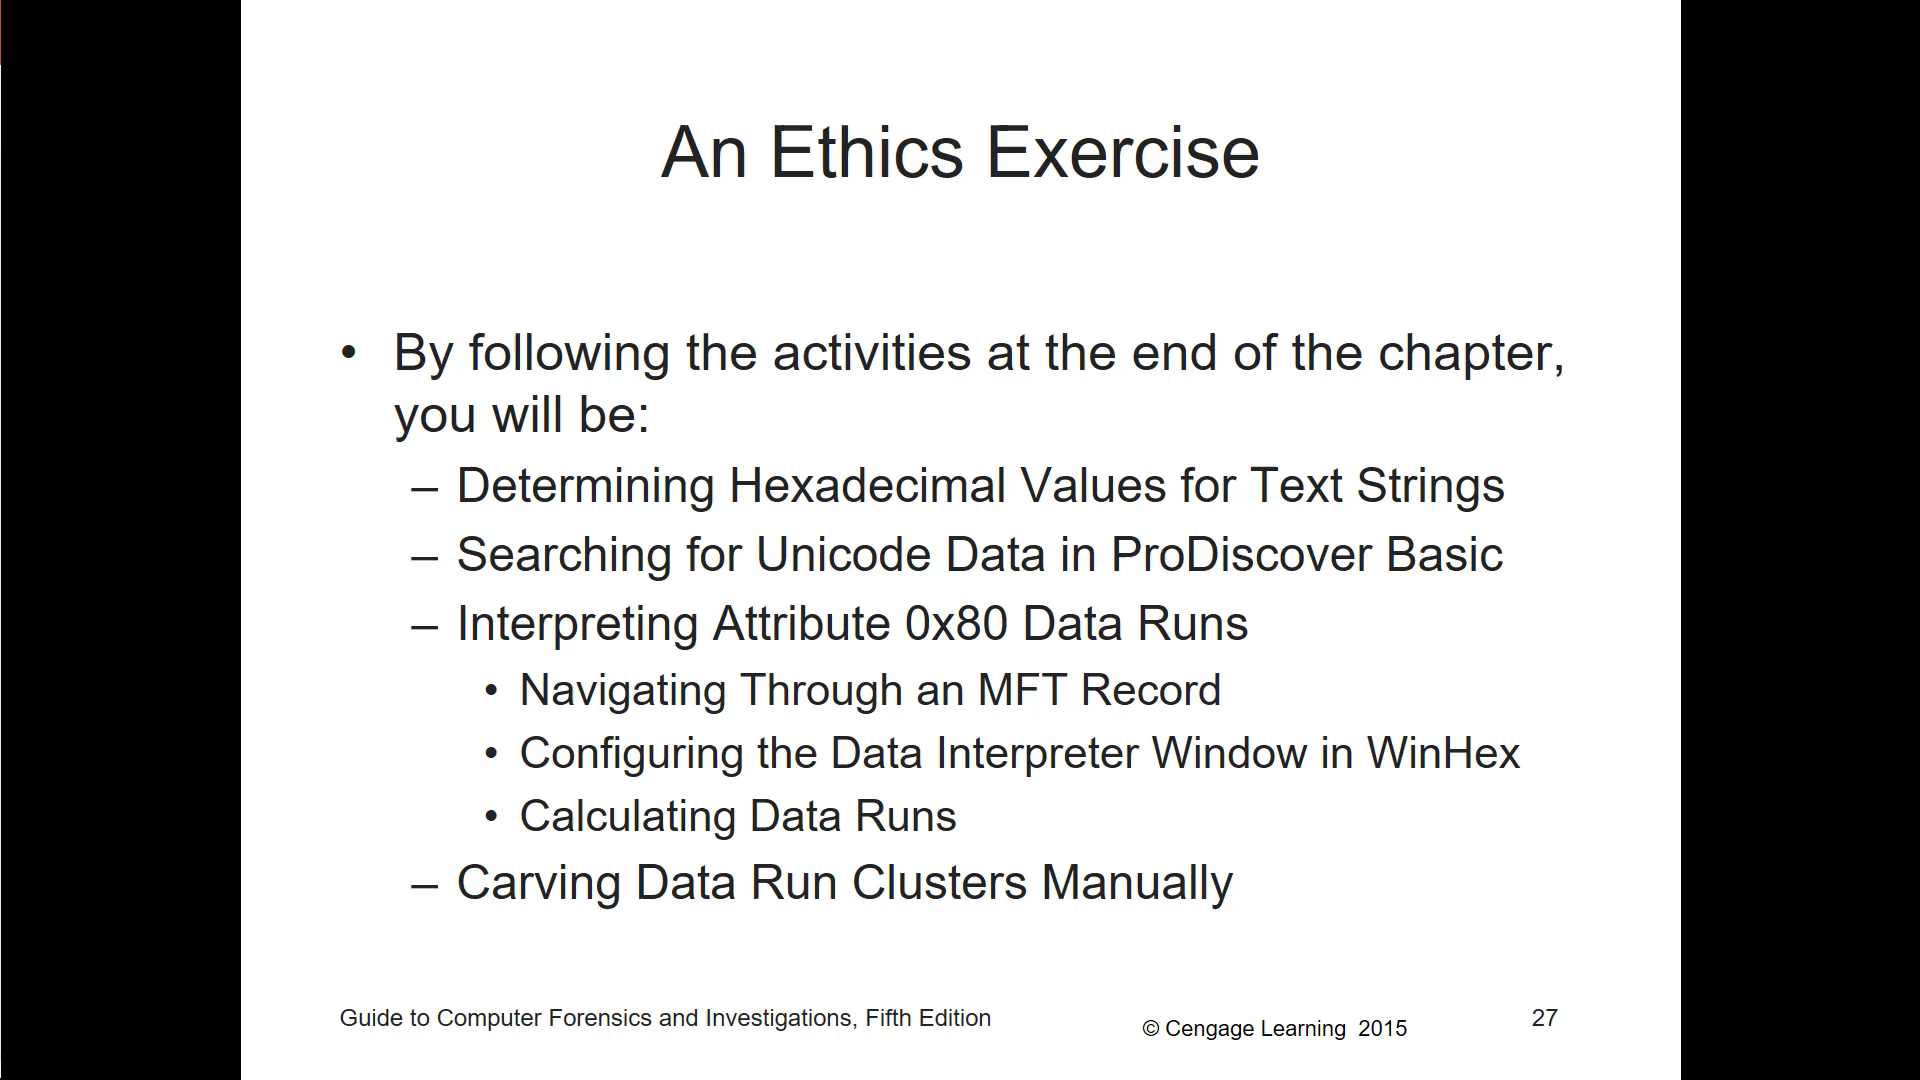 An Ethics Exercise
• By following the activities at the end of the chapter,
you will be:
– Determining Hexadecimal Values for Text Strings
– Searching for Unicode Data in ProDiscover Basic
– Interpreting Attribute 0x80 Data Runs
• Navigating Through an MFT Record
• Configuring the Data Interpreter Window in WinHex
• Calculating Data Runs
– Carving Data Run Clusters Manually
Guide to Computer Forensics and Investigations, Fifth Edition
© Cengage Learning 2015
27